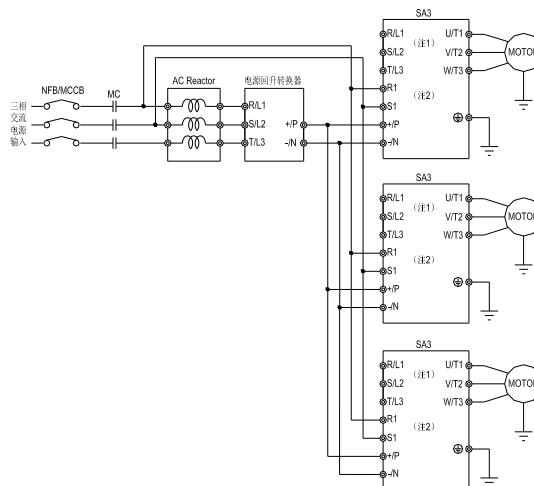 SA3
R/L1 U/T1
(注1)
S/L2 V/T2 MOTOR
T/L3 W/T3
R1
(注2)
S1
+/P
-/N
NFB/MCCB MC AC Reactor 电源回升转换器
三相
交流
电源
输入
R/L1
S/L2 +/P
T/L3 -/N
SA3
R/L1 U/T1
(注1)
S/L2 V/T2 MOTOR
T/L3 W/T3
R1
(注2)
S1
+/P
-/N
SA3
R/L1 U/T1
(注1)
S/L2 V/T2 MOTOR
T/L3 W/T3
R1
(注2)
S1
+/P
-/N